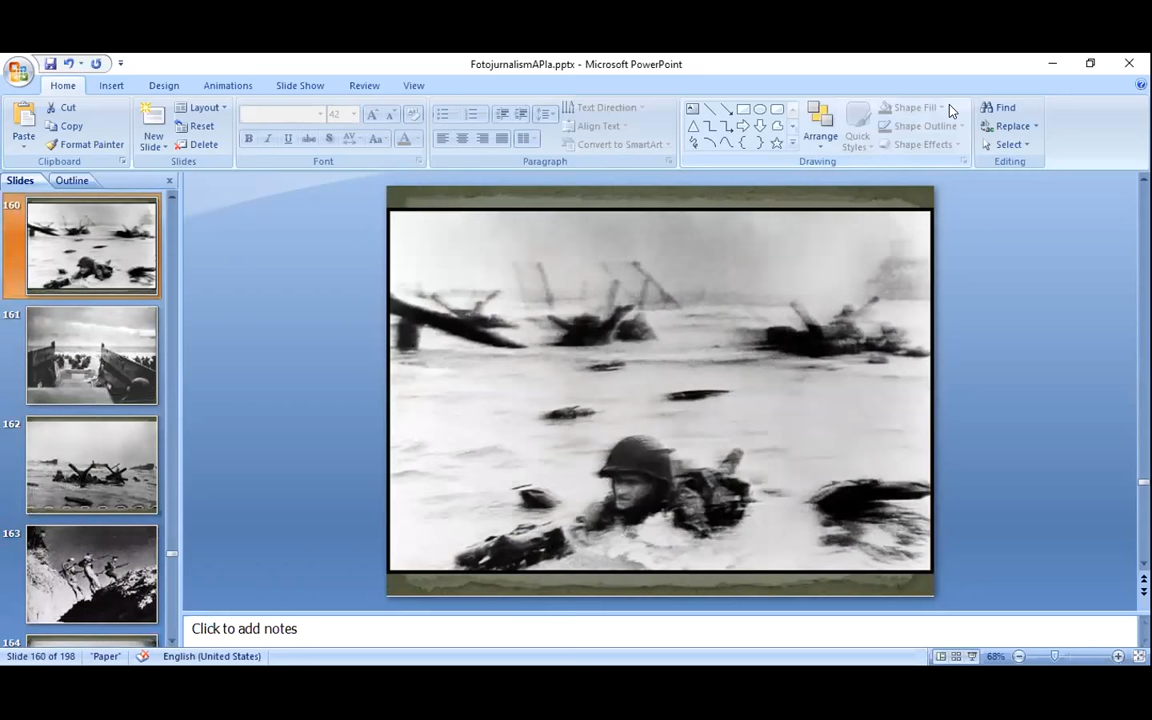 FotojurnalismAPIa.pptx - Microsoft PowerPoint
Home Insert Design Animations Slide Show Review View
Paste
Cut
Copy
Format Painter
Clipboard
New Slide
Layout
Reset
Delete
Slides
42
Font
Text Direction
Align Text
Convert to SmartArt
Paragraph
Arrange
Quick Styles
Shape Fill
Shape Outline
Shape Effects
Drawing
Find
Replace
Select
Editing
Slides Outline
160
161
162
163
164
Click to add notes
Slide 160 of 198 "Paper" English (United States) 68%